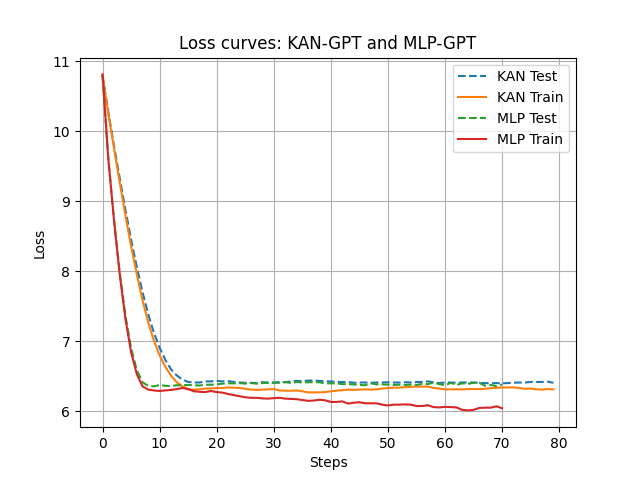 Loss curves: KAN-GPT and MLP-GPT
11
10
9
8
7
6
Loss
KAN Test
KAN Train
MLP Test
MLP Train
0 10 20 30 40 50 60 70 80
Steps